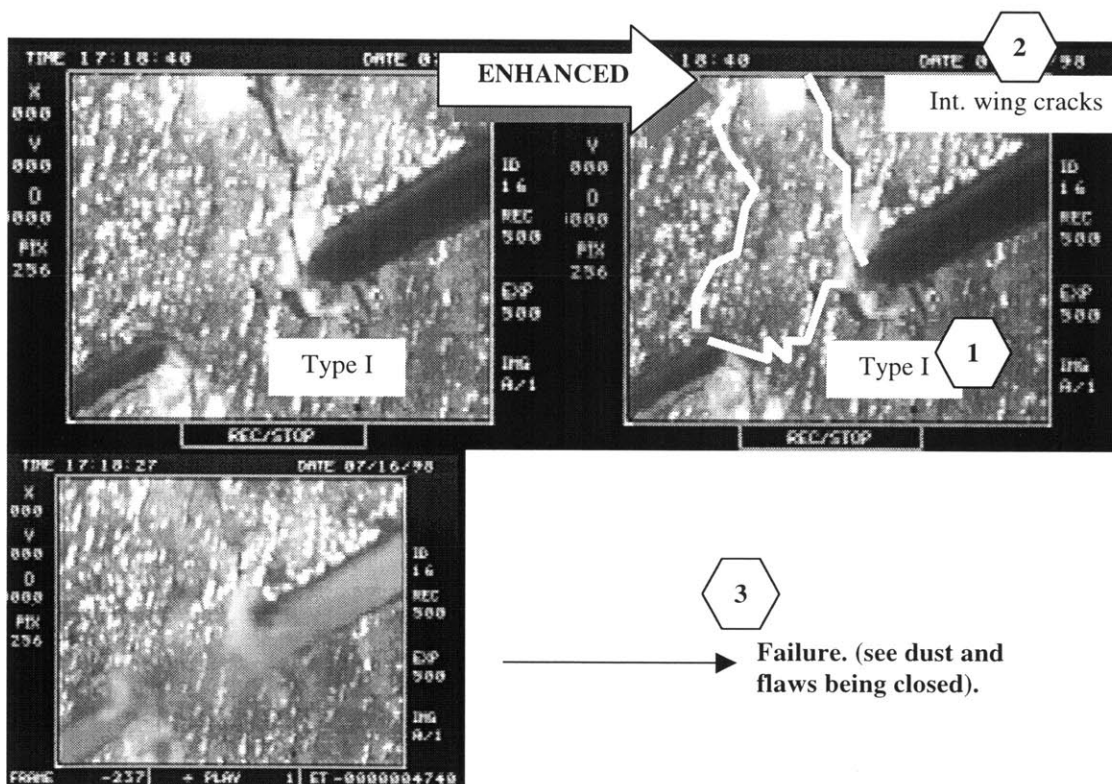 2
TIME 17:18:40 DATE 0
ENHANCED
:18:40 DATE 0 /98
Int. wing cracks
X
000
V
000
D
000
PIX
256
ID
16
REC
500
EXP
500
IMG
A/1
Type I
REC/STOP
V
000
D
000
PIX
256
ID
16
REC
500
EXP
500
IMG
A/1
Type I
1
REC/STOP
TIME 17:18:27 DATE 07/16/98
X
000
V
000
D
000
PIX
256
ID
16
REC
500
EXP
500
IMG
A/1
FRAME -237 + PLAY 1 ET -0000004740
3
Failure. (see dust and
flaws being closed).